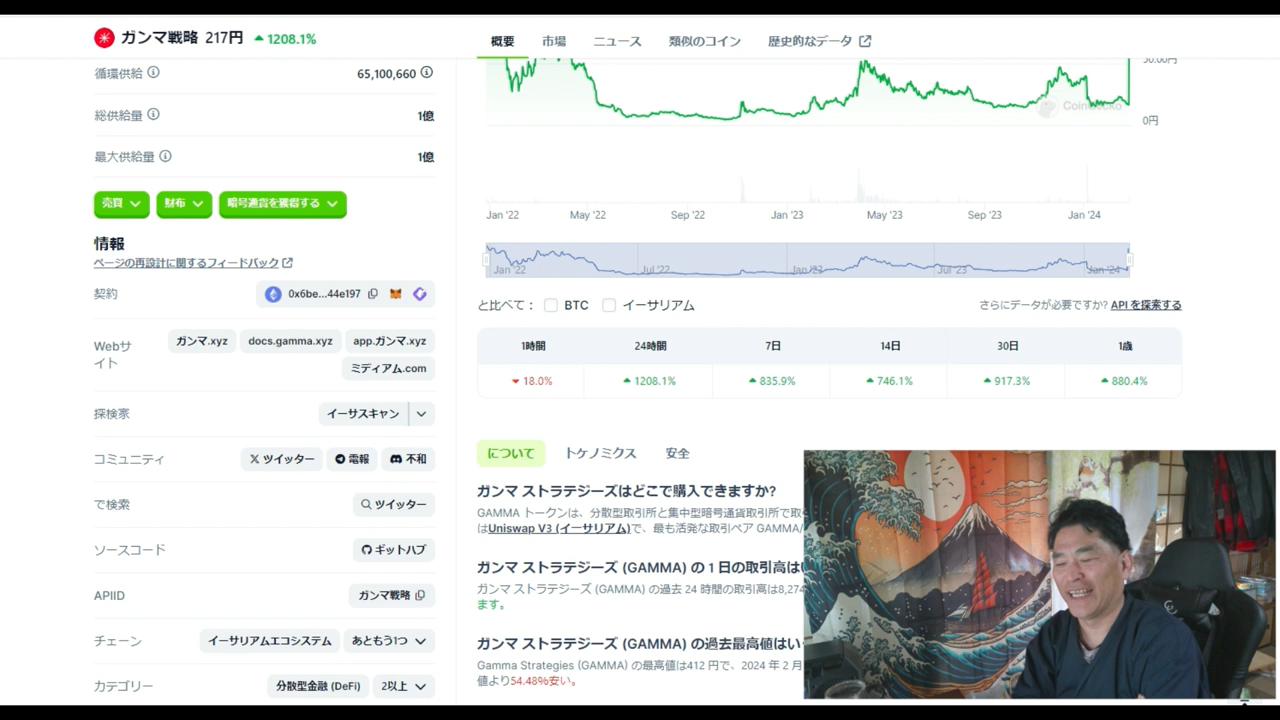 ガンマ戦略 217円 1208.1%
概要 市場 ニュース 類似のコイン 歴史的なデータ
循環供給 65,100,660
総供給量 1億
最大供給量 1億
売買 財布 暗号通貨を獲得する
情報
ページの再設計に関するフィードバック
契約 0x6be...44e197
Webサイト ガンマ.xyz docs.gamma.xyz app.ガンマ.xyz
ミディアム.com
探検家 イーサスキャン
コミュニティ ツイッター 電報 不和
で検索 ツイッター
ソースコード ギットハブ
APIID ガンマ戦略
チェーン イーサリアムエコシステム あともう1つ
カテゴリー 分散型金融 (DeFi) 2以上
50.00円
CoinGecko
0円
Jan '22 May '22 Sep '22 Jan '23 May '23 Sep '23 Jan '24
Jan '22 Jul '22 Jan '23 Jul '23 Jan '24
と比べて： BTC イーサリアム さらにデータが必要ですか? API を探索する
1時間 24時間 7日 14日 30日 1歳
18.0% 1208.1% 835.9% 746.1% 917.3% 880.4%
について トケノミクス 安全
ガンマ ストラテジーズはどこで購入できますか?
GAMMA トークンは、分散型取引所と集中型暗号通貨取引所で取
はUniswap V3 (イーサリアム)で、最も活発な取引ペア GAMMA/
ガンマ ストラテジーズ (GAMMA) の 1 日の取引高は
ガンマ ストラテジーズ (GAMMA) の過去 24 時間の取引高は8,274
ます。
ガンマ ストラテジーズ (GAMMA) の過去最高値はい
Gamma Strategies (GAMMA) の最高値は412 円で、2024 年 2 月
値より54.48%安い。